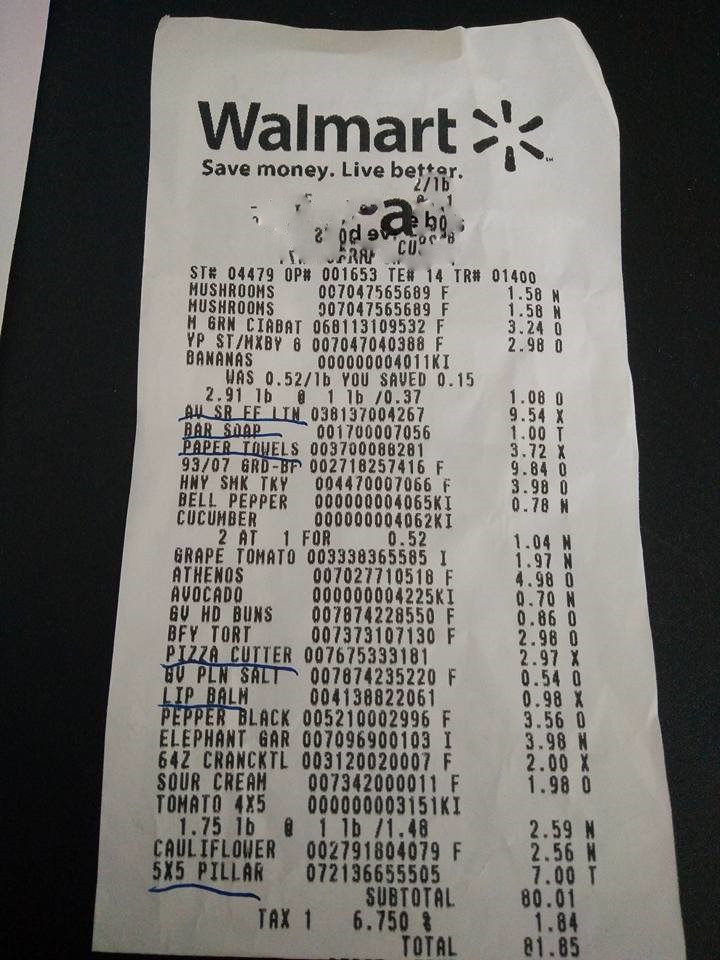 Walmart
Save money. Live better.
2/lb
a
CU
ST# 04479 OP# 001653 TE# 14 TR# 01400
MUSHROOMS 007047565689 F 1.58 N
MUSHROOMS 007047565689 F 1.58 N
M GRN CIABAT 068113109532 F 3.24 O
YP ST/MXBY 8 007047040388 F 2.98 O
BANANAS 000000004011KI
WAS 0.52/lb YOU SAVED 0.15
2.91 lb @ 1 lb /0.37 1.08 O
AV SR FF LTN 038137004267 9.54 X
BAR SOAP 001700007056 1.00 T
PAPER TOWELS 003700088281 3.72 X
93/07 GRD-BF 002718257416 F 9.84 O
HNY SMK TKY 004470007066 F 3.98 O
BELL PEPPER 000000004065KI 0.78 N
CUCUMBER 000000004062KI
2 AT 1 FOR 0.52 1.04 N
GRAPE TOMATO 003338365585 I 1.97 N
ATHENOS 007027710518 F 4.98 O
AVOCADO 000000004225KI 0.70 N
GV HD BUNS 007874228550 F 0.86 O
BFY TORT 007373107130 F 2.98 O
PIZZA CUTTER 007675333181 2.97 X
GV PLN SALT 007874235220 F 0.54 O
LIP BALM 004138822061 0.98 X
PEPPER BLACK 005210002996 F 3.56 O
ELEPHANT GAR 007096900103 I 3.98 N
64Z CRANCKTL 003120020007 F 2.00 X
SOUR CREAM 007342000011 F 1.98 O
TOMATO 4X5 000000003151KI
1.75 lb @ 1 lb /1.48 2.59 N
CAULIFLOWER 002791804079 F 2.56 N
5X5 PILLAR 072136655505 7.00 T
SUBTOTAL 80.01
TAX 1 6.750 % 1.84
TOTAL 81.85